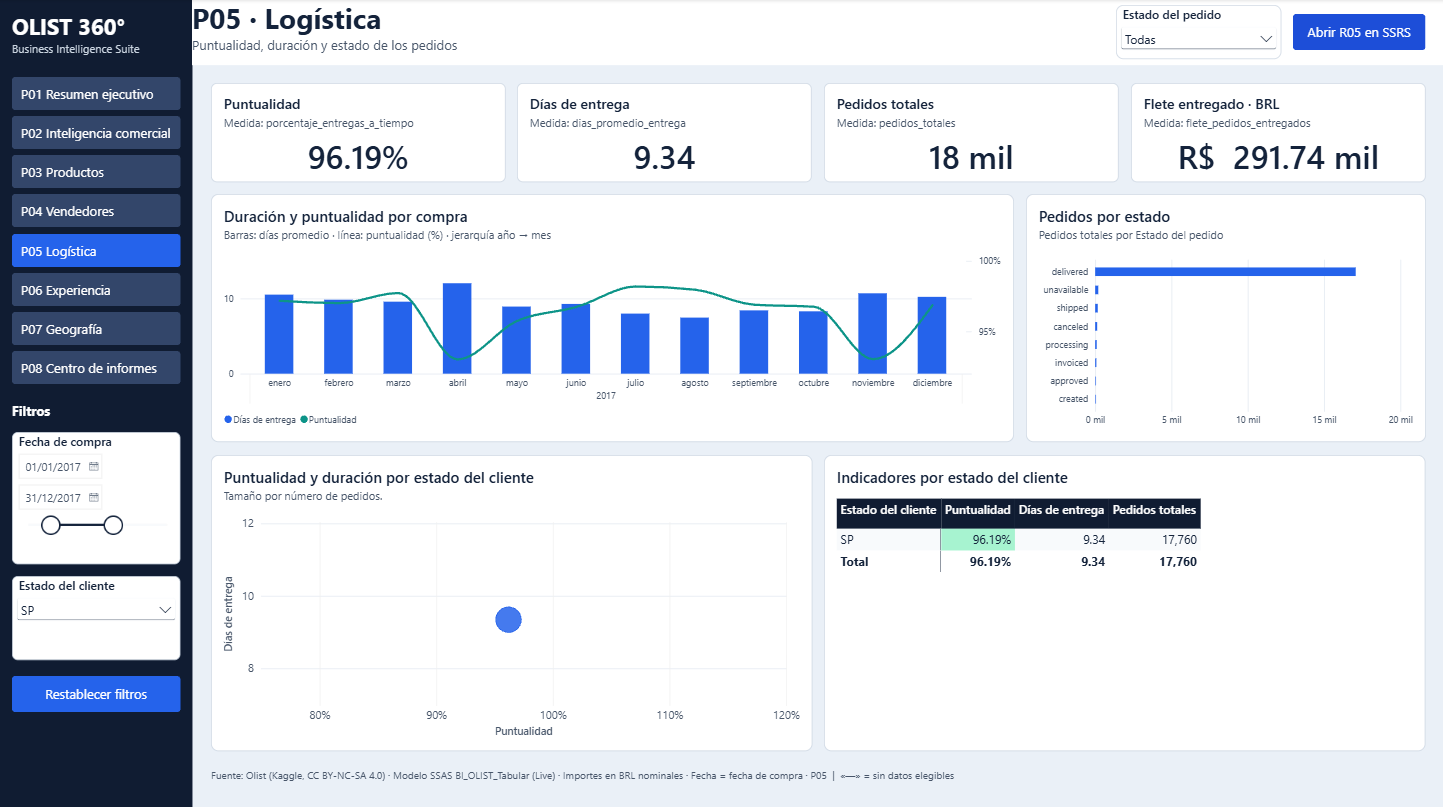 OLIST 360°
Business Intelligence Suite
P01 Resumen ejecutivo
P02 Inteligencia comercial
P03 Productos
P04 Vendedores
P05 Logística
P06 Experiencia
P07 Geografía
P08 Centro de informes
Filtros
Fecha de compra
01/01/2017
31/12/2017
Estado del cliente
SP
Restablecer filtros
P05 · Logística
Puntualidad, duración y estado de los pedidos
Estado del pedido
Todas
Abrir R05 en SSRS
Puntualidad
Medida: porcentaje_entregas_a_tiempo
96.19%
Días de entrega
Medida: dias_promedio_entrega
9.34
Pedidos totales
Medida: pedidos_totales
18 mil
Flete entregado · BRL
Medida: flete_pedidos_entregados
R$ 291.74 mil
Duración y puntualidad por compra
Barras: días promedio · línea: puntualidad (%) · jerarquía año → mes
100%
10
95%
0
enero febrero marzo abril mayo junio julio agosto septiembre octubre noviembre diciembre
2017
Días de entrega Puntualidad
Pedidos por estado
Pedidos totales por Estado del pedido
delivered
unavailable
shipped
canceled
processing
invoiced
approved
created
0 mil 5 mil 10 mil 15 mil 20 mil
Puntualidad y duración por estado del cliente
Tamaño por número de pedidos.
Días de entrega
12
10
8
80% 90% 100% 110% 120%
Puntualidad
Indicadores por estado del cliente
Estado del cliente Puntualidad Días de entrega Pedidos totales
SP 96.19% 9.34 17,760
Total 96.19% 9.34 17,760
Fuente: Olist (Kaggle, CC BY-NC-SA 4.0) · Modelo SSAS BI_OLIST_Tabular (Live) · Importes en BRL nominales · Fecha = fecha de compra · P05 | «—» = sin datos elegibles